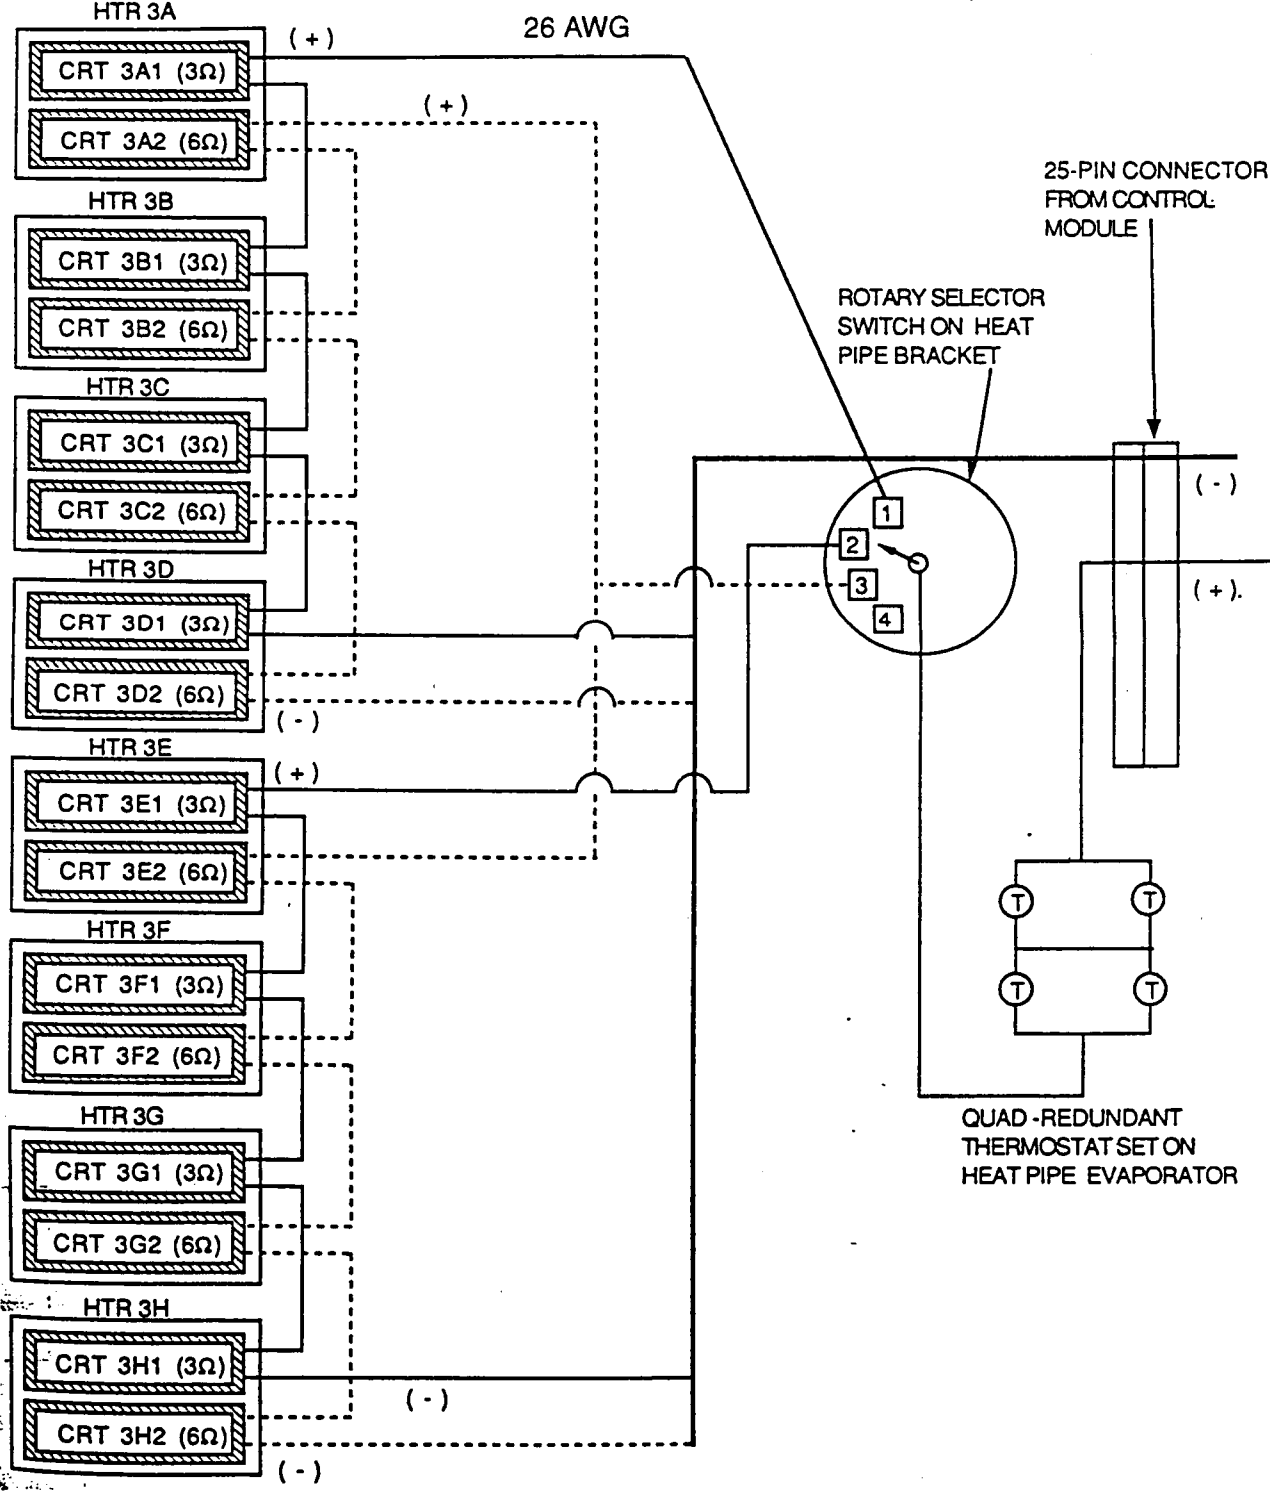 HTR 3A
CRT 3A1 (3Ω)
CRT 3A2 (6Ω)
HTR 3B
CRT 3B1 (3Ω)
CRT 3B2 (6Ω)
HTR 3C
CRT 3C1 (3Ω)
CRT 3C2 (6Ω)
HTR 3D
CRT 3D1 (3Ω)
CRT 3D2 (6Ω)
HTR 3E
CRT 3E1 (3Ω)
CRT 3E2 (6Ω)
HTR 3F
CRT 3F1 (3Ω)
CRT 3F2 (6Ω)
HTR 3G
CRT 3G1 (3Ω)
CRT 3G2 (6Ω)
HTR 3H
CRT 3H1 (3Ω)
CRT 3H2 (6Ω)
(+)
26 AWG
(+)
(-)
(+)
(-)
(-)
ROTARY SELECTOR
SWITCH ON HEAT
PIPE BRACKET
1
2
3
4
25-PIN CONNECTOR
FROM CONTROL
MODULE
(-)
(+).
T
T
T
T
QUAD-REDUNDANT
THERMOSTAT SET ON
HEAT PIPE EVAPORATOR